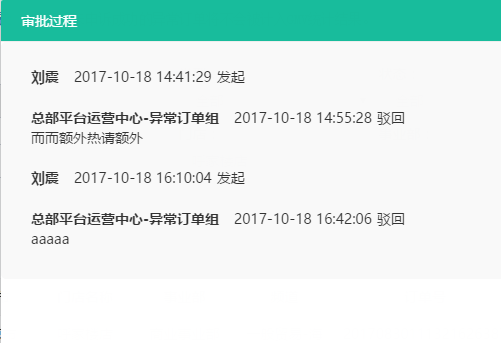 审批过程
刘震 2017-10-18 14:41:29 发起
总部平台运营中心-异常订单组 2017-10-18 14:55:28 驳回
而而额外热请额外
刘震 2017-10-18 16:10:04 发起
总部平台运营中心-异常订单组 2017-10-18 16:42:06 驳回
aaaaa